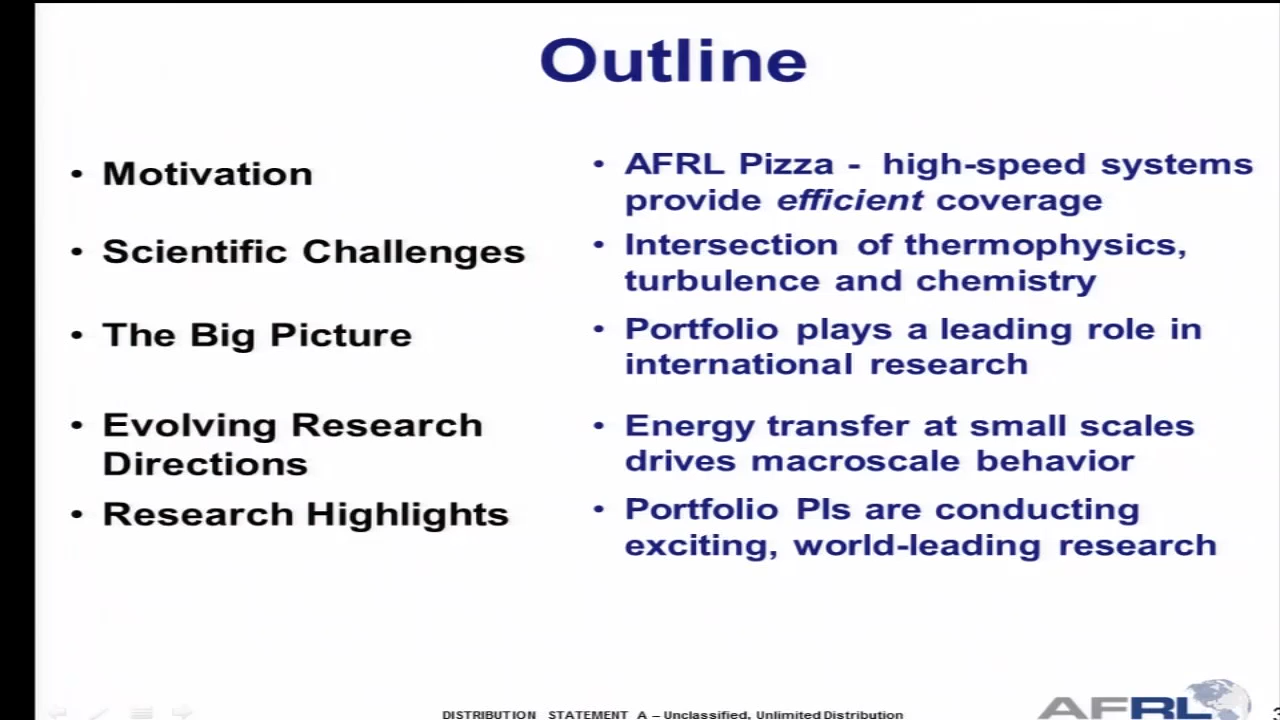 Outline
• Motivation
• Scientific Challenges
• The Big Picture
• Evolving Research
Directions
• Research Highlights
• AFRL Pizza - high-speed systems
provide efficient coverage
• Intersection of thermophysics,
turbulence and chemistry
• Portfolio plays a leading role in
international research
• Energy transfer at small scales
drives macroscale behavior
• Portfolio PIs are conducting
exciting, world-leading research
DISTRIBUTION STATEMENT A – Unclassified, Unlimited Distribution
AFRL